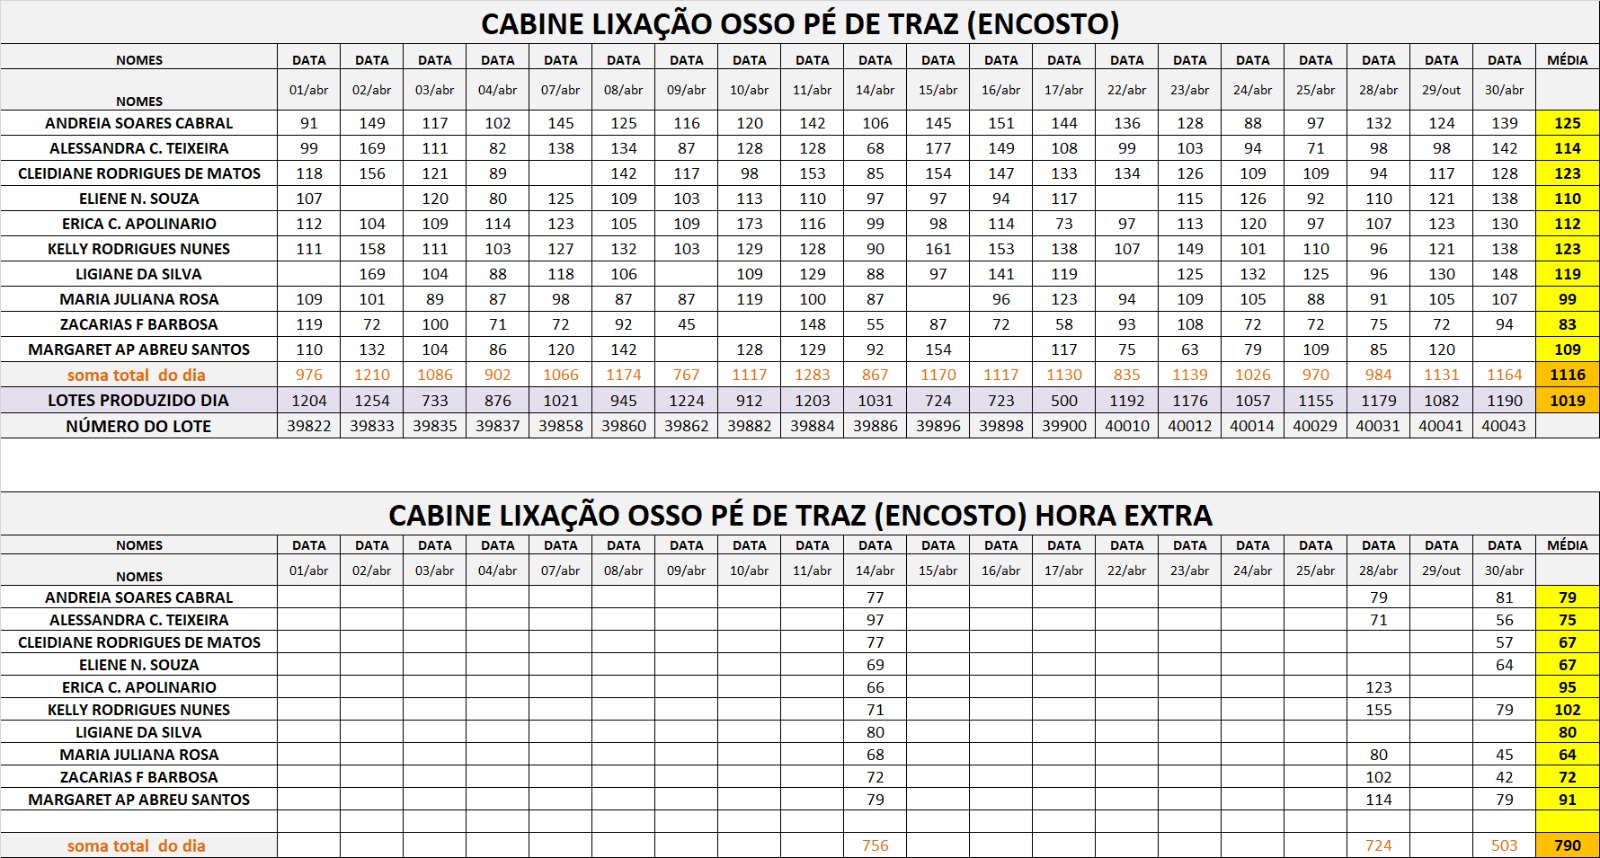 CABINE LIXAÇÃO OSSO PÉ DE TRAZ (ENCOSTO)
NOMES DATA DATA DATA DATA DATA DATA DATA DATA DATA DATA DATA DATA DATA DATA DATA DATA DATA DATA DATA DATA MÉDIA
NOMES 01/abr 02/abr 03/abr 04/abr 07/abr 08/abr 09/abr 10/abr 11/abr 14/abr 15/abr 16/abr 17/abr 22/abr 23/abr 24/abr 25/abr 28/abr 29/out 30/abr
ANDREIA SOARES CABRAL 91 149 117 102 145 125 116 120 142 106 145 151 144 136 128 88 97 132 124 139 125
ALESSANDRA C. TEIXEIRA 99 169 111 82 138 134 87 128 128 68 177 149 108 99 103 94 71 98 98 142 114
CLEIDIANE RODRIGUES DE MATOS 118 156 121 89 142 117 98 153 85 154 147 133 134 126 109 109 94 117 128 123
ELIENE N. SOUZA 107 120 80 125 109 103 113 110 97 97 94 117 115 126 92 110 121 138 110
ERICA C. APOLINARIO 112 104 109 114 123 105 109 173 116 99 98 114 73 97 113 120 97 107 123 130 112
KELLY RODRIGUES NUNES 111 158 111 103 127 132 103 129 128 90 161 153 138 107 149 101 110 96 121 138 123
LIGIANE DA SILVA 169 104 88 118 106 109 129 88 97 141 119 125 132 125 96 130 148 119
MARIA JULIANA ROSA 109 101 89 87 98 87 87 119 100 87 96 123 94 109 105 88 91 105 107 99
ZACARIAS F BARBOSA 119 72 100 71 72 92 45 148 55 87 72 58 93 108 72 72 75 72 94 83
MARGARET AP ABREU SANTOS 110 132 104 86 120 142 128 129 92 154 117 75 63 79 109 85 120 109
soma total do dia 976 1210 1086 902 1066 1174 767 1117 1283 867 1170 1117 1130 835 1139 1026 970 984 1131 1164 1116
LOTES PRODUZIDO DIA 1204 1254 733 876 1021 945 1224 912 1203 1031 724 723 500 1192 1176 1057 1155 1179 1082 1190 1019
NÚMERO DO LOTE 39822 39833 39835 39837 39858 39860 39862 39882 39884 39886 39896 39898 39900 40010 40012 40014 40029 40031 40041 40043
CABINE LIXAÇÃO OSSO PÉ DE TRAZ (ENCOSTO) HORA EXTRA
NOMES DATA DATA DATA DATA DATA DATA DATA DATA DATA DATA DATA DATA DATA DATA DATA DATA DATA DATA DATA DATA MÉDIA
NOMES 01/abr 02/abr 03/abr 04/abr 07/abr 08/abr 09/abr 10/abr 11/abr 14/abr 15/abr 16/abr 17/abr 22/abr 23/abr 24/abr 25/abr 28/abr 29/out 30/abr
ANDREIA SOARES CABRAL 77 79 81 79
ALESSANDRA C. TEIXEIRA 97 71 56 75
CLEIDIANE RODRIGUES DE MATOS 77 57 67
ELIENE N. SOUZA 69 64 67
ERICA C. APOLINARIO 66 123 95
KELLY RODRIGUES NUNES 71 155 79 102
LIGIANE DA SILVA 80 80
MARIA JULIANA ROSA 68 80 45 64
ZACARIAS F BARBOSA 72 102 42 72
MARGARET AP ABREU SANTOS 79 114 79 91
soma total do dia 756 724 503 790